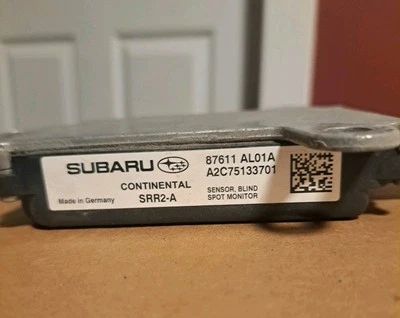 SUBARU
87611 AL01A
A2C75133701
CONTINENTAL
SENSOR, BLIND
SPOT MONITOR
Made in Germany
SRR2-A